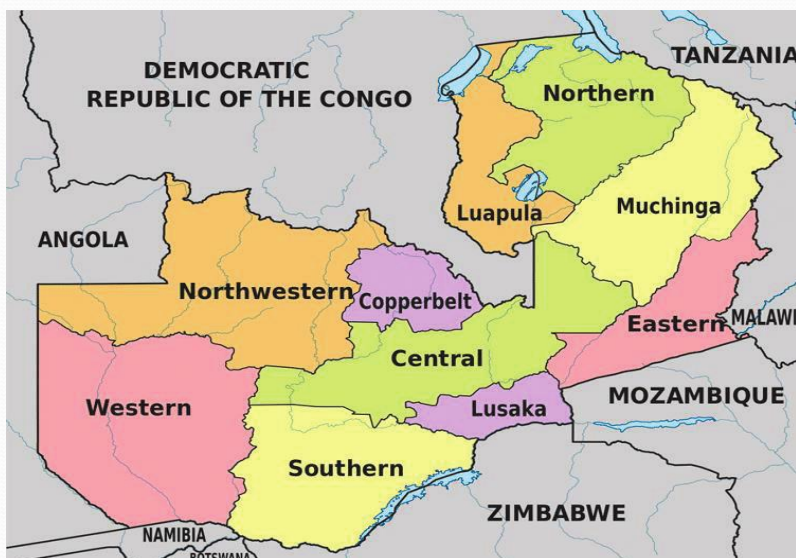 TANZANIA
DEMOCRATIC
REPUBLIC OF THE CONGO
Northern
Luapula
Muchinga
ANGOLA
Northwestern
Copperbelt
Eastern
MALAWI
Central
MOZAMBIQUE
Western
Lusaka
Southern
ZIMBABWE
NAMIBIA
BOTSWANA